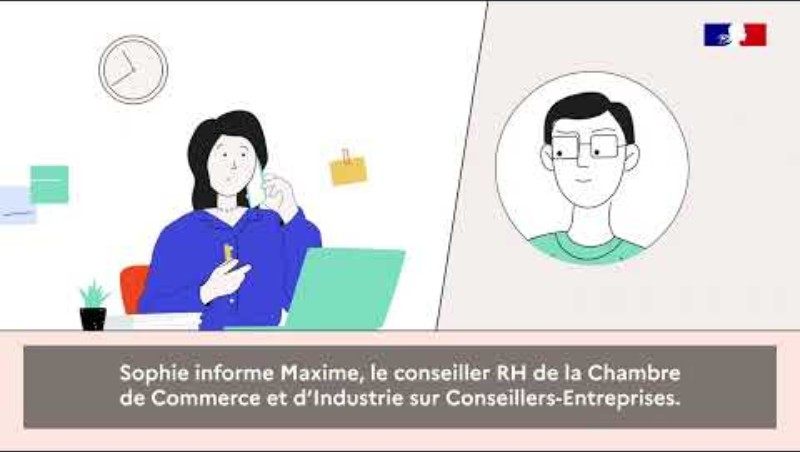 Sophie informe Maxime, le conseiller RH de la Chambre
de Commerce et d'Industrie sur Conseillers-Entreprises.